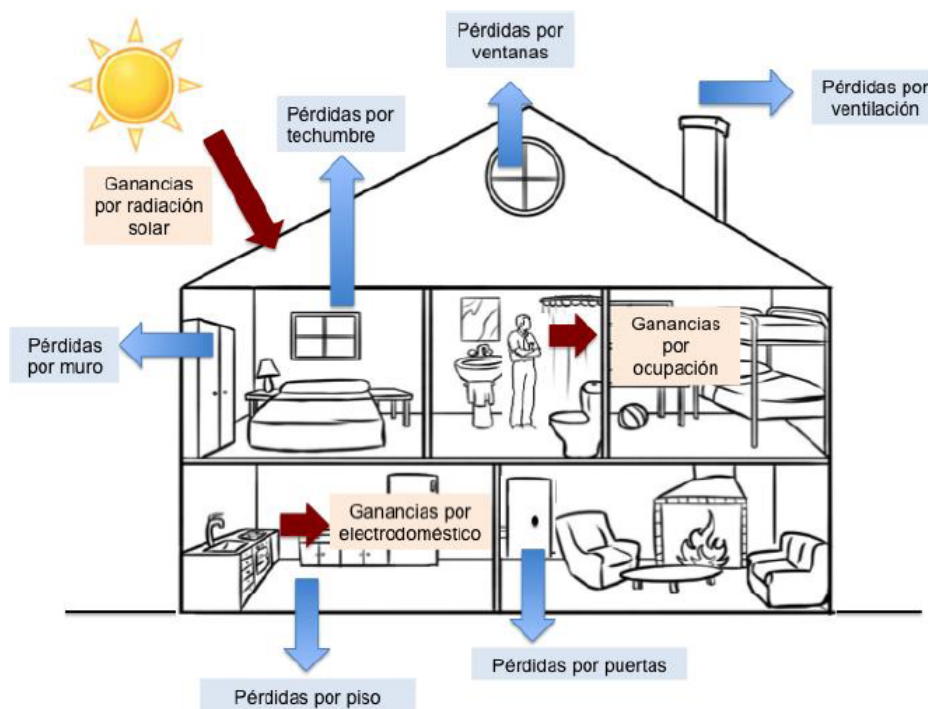 Pérdidas por
ventanas
Pérdidas por
ventilación
Pérdidas por
techumbre
Ganancias
por radiación
solar
Pérdidas
por muro
Ganancias
por
ocupación
Ganancias por
electrodoméstico
Pérdidas por puertas
Pérdidas por piso